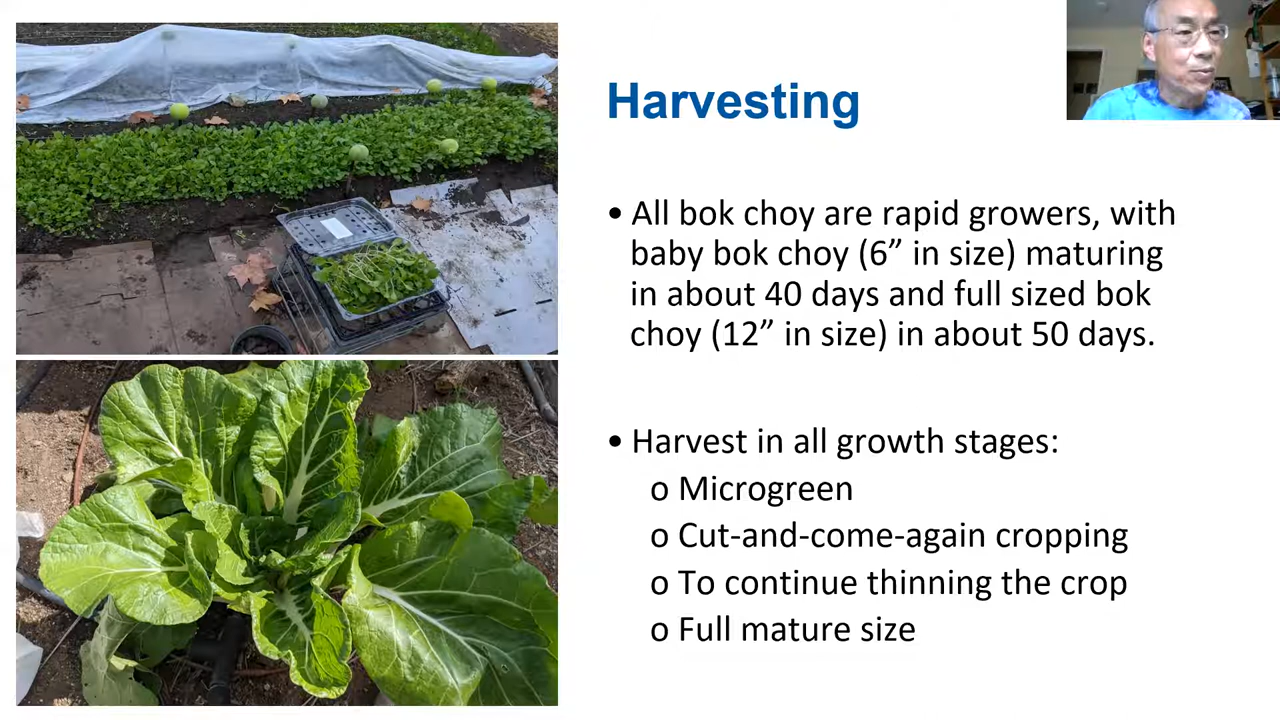 Harvesting
• All bok choy are rapid growers, with
baby bok choy (6” in size) maturing
in about 40 days and full sized bok
choy (12” in size) in about 50 days.
• Harvest in all growth stages:
o Microgreen
o Cut-and-come-again cropping
o To continue thinning the crop
o Full mature size